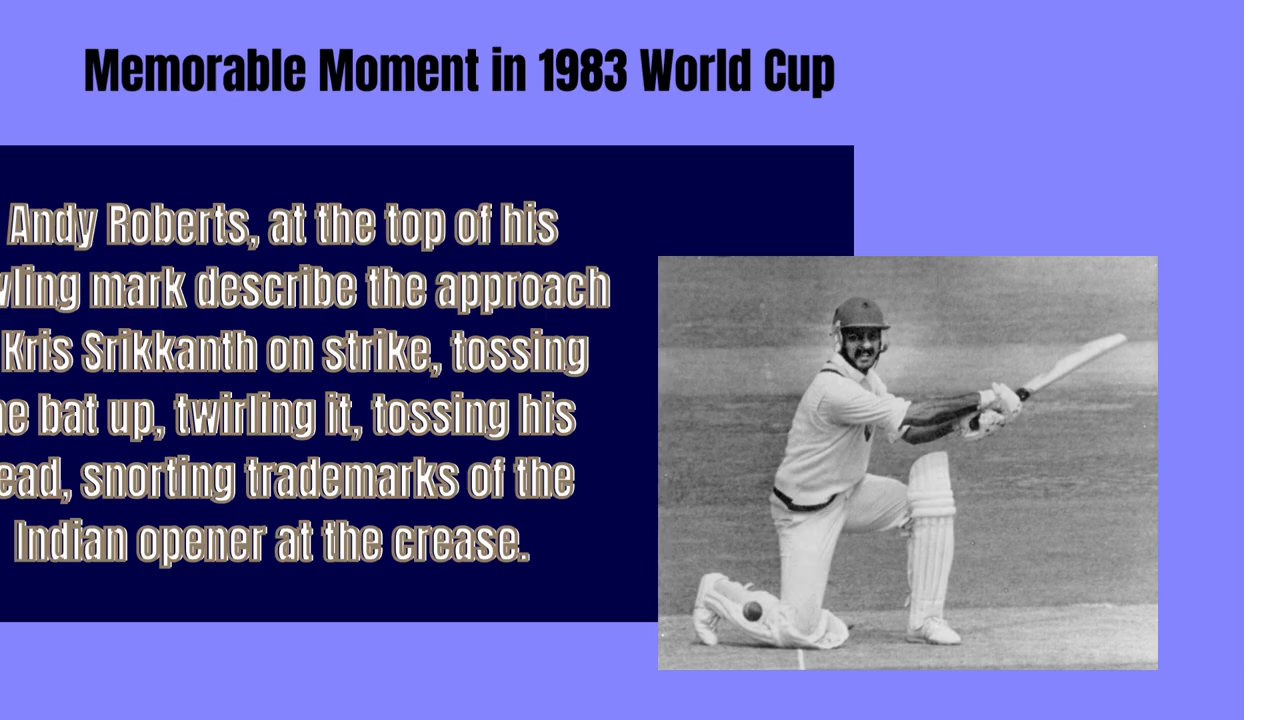 Memorable Moment in 1983 World Cup
Andy Roberts, at the top of his
mark describe the approach
Kris Srikkanth on strike, tossing
bat up, twirling it, tossing his
snorting trademarks of the
Indian opener at the crease.